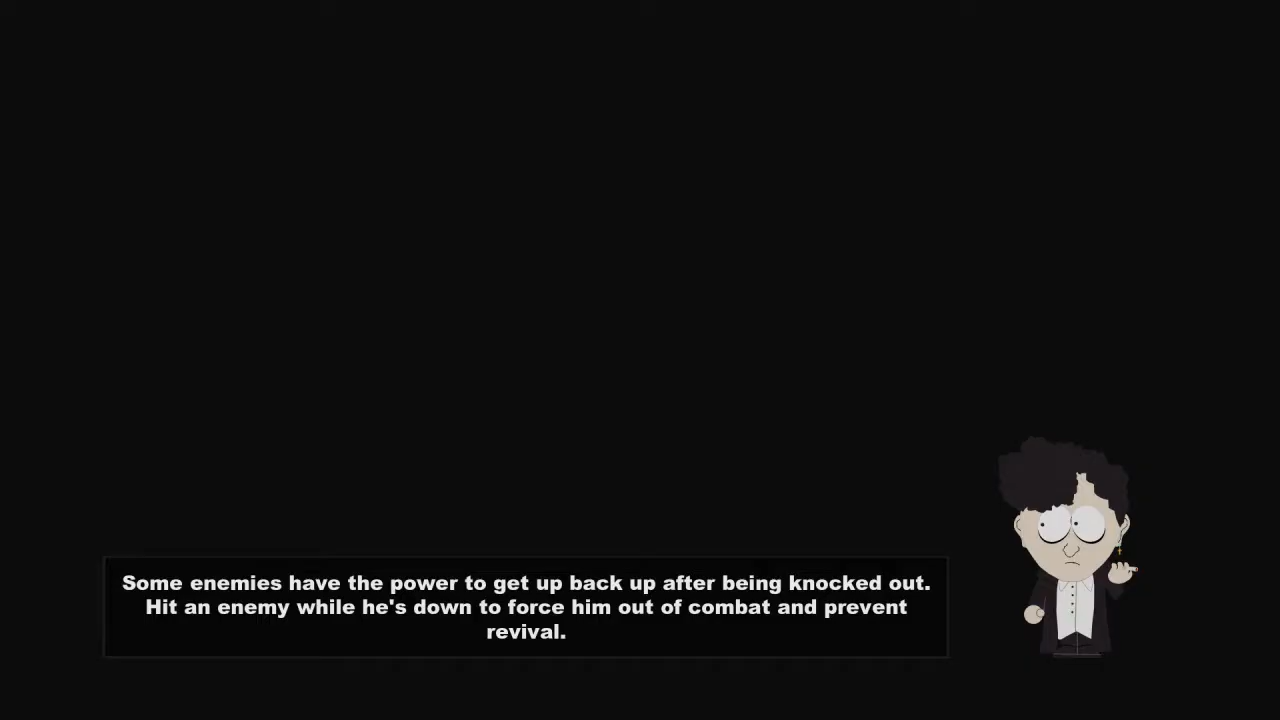 Some enemies have the power to get up back up after being knocked out.
Hit an enemy while he's down to force him out of combat and prevent
revival.